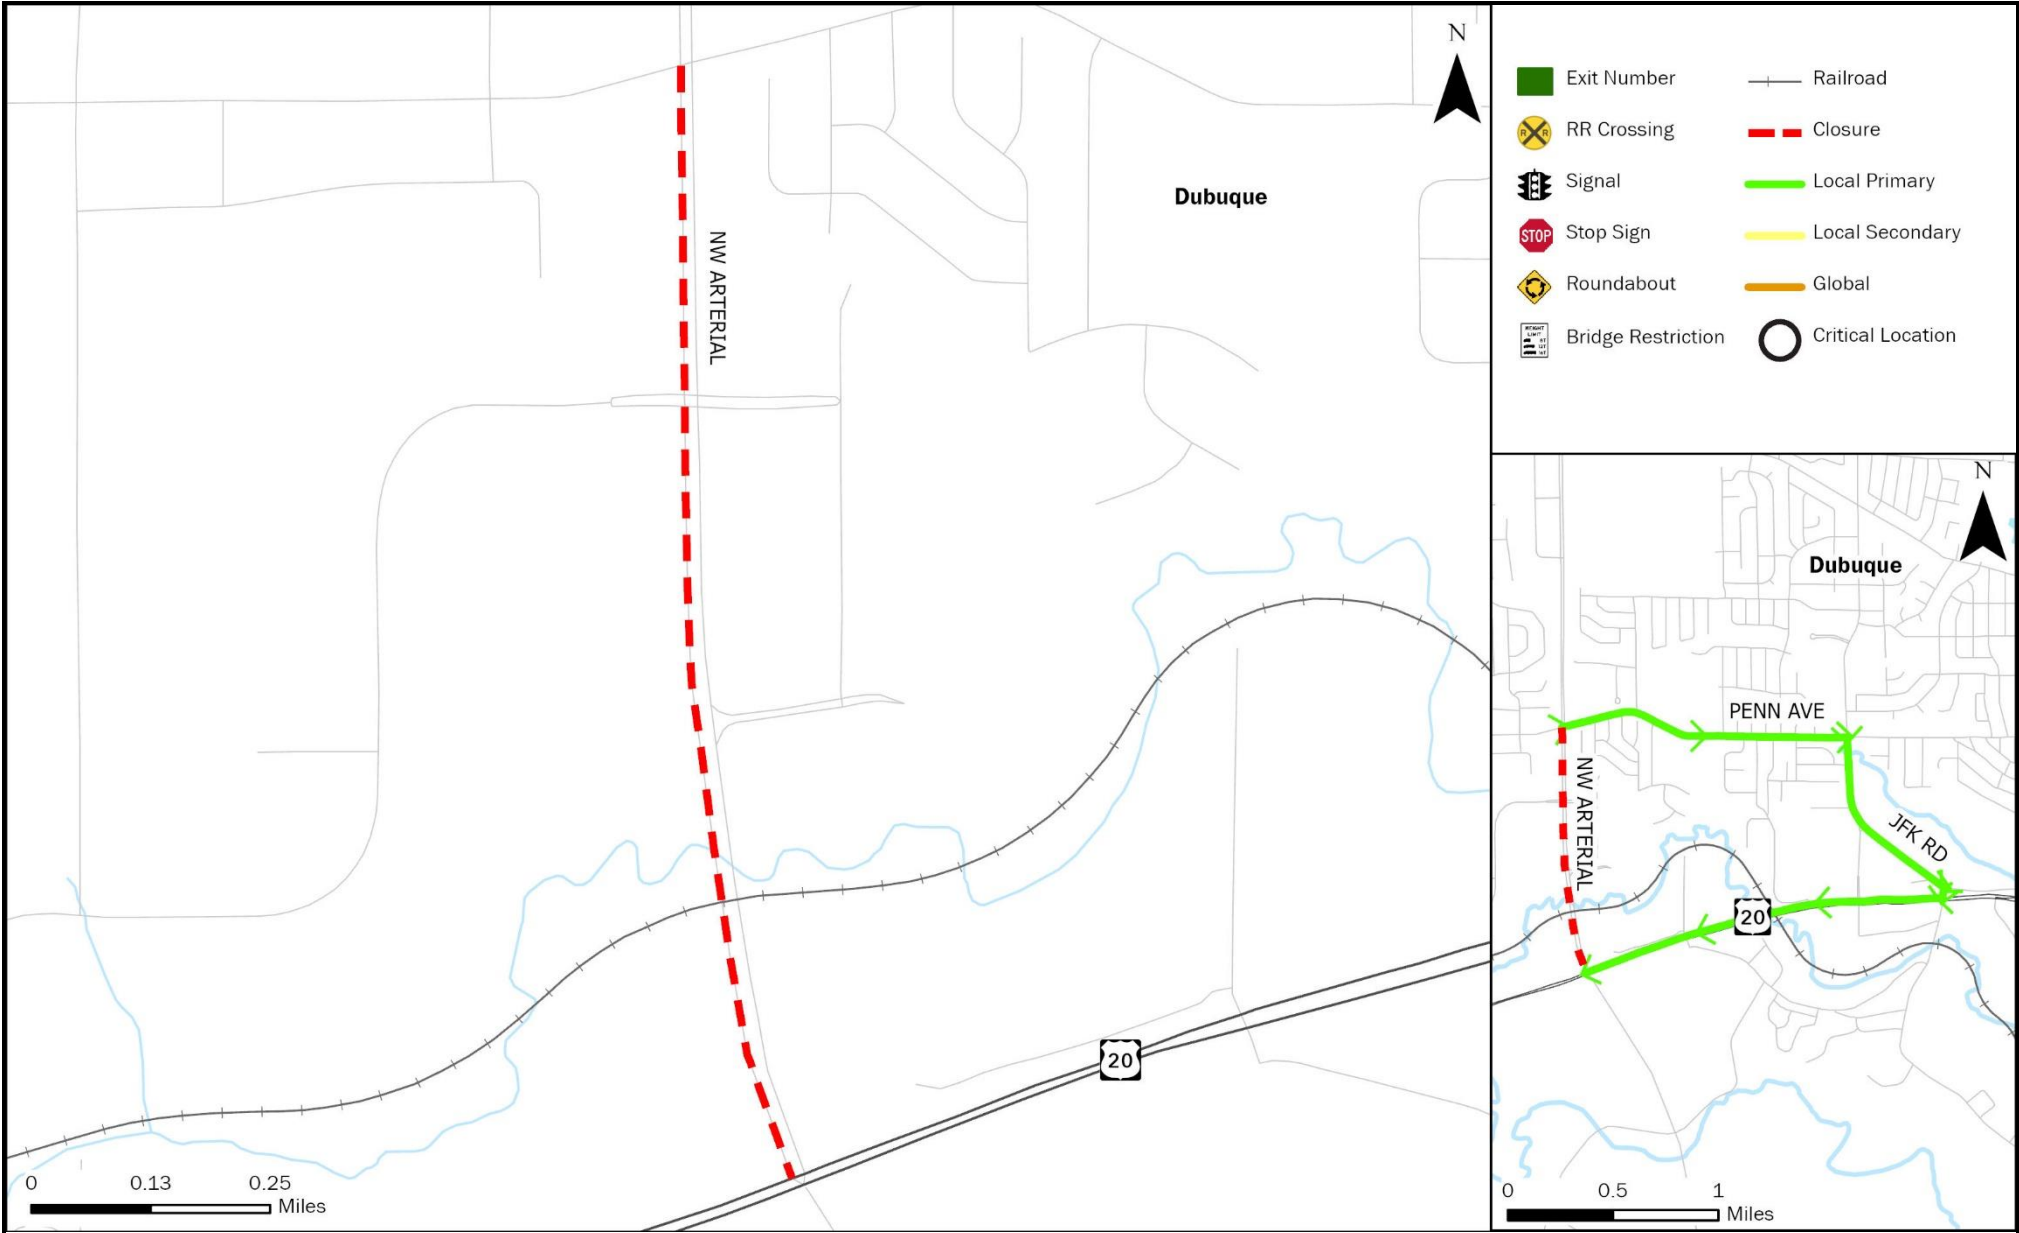 N
Dubuque
NW ARTERIAL
20
0 0.13 0.25
Miles
Exit Number
RR Crossing
Signal
STOP Stop Sign
Roundabout
Bridge Restriction
Railroad
Closure
Local Primary
Local Secondary
Global
Critical Location
N
Dubuque
PENN AVE
NW ARTERIAL
JFK RD
20
0 0.5 1
Miles